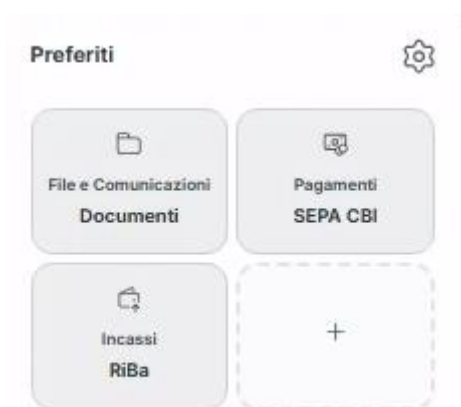 Preferiti
File e Comunicazioni
Documenti
Pagamenti
SEPA CBI
Incassi
RiBa
+